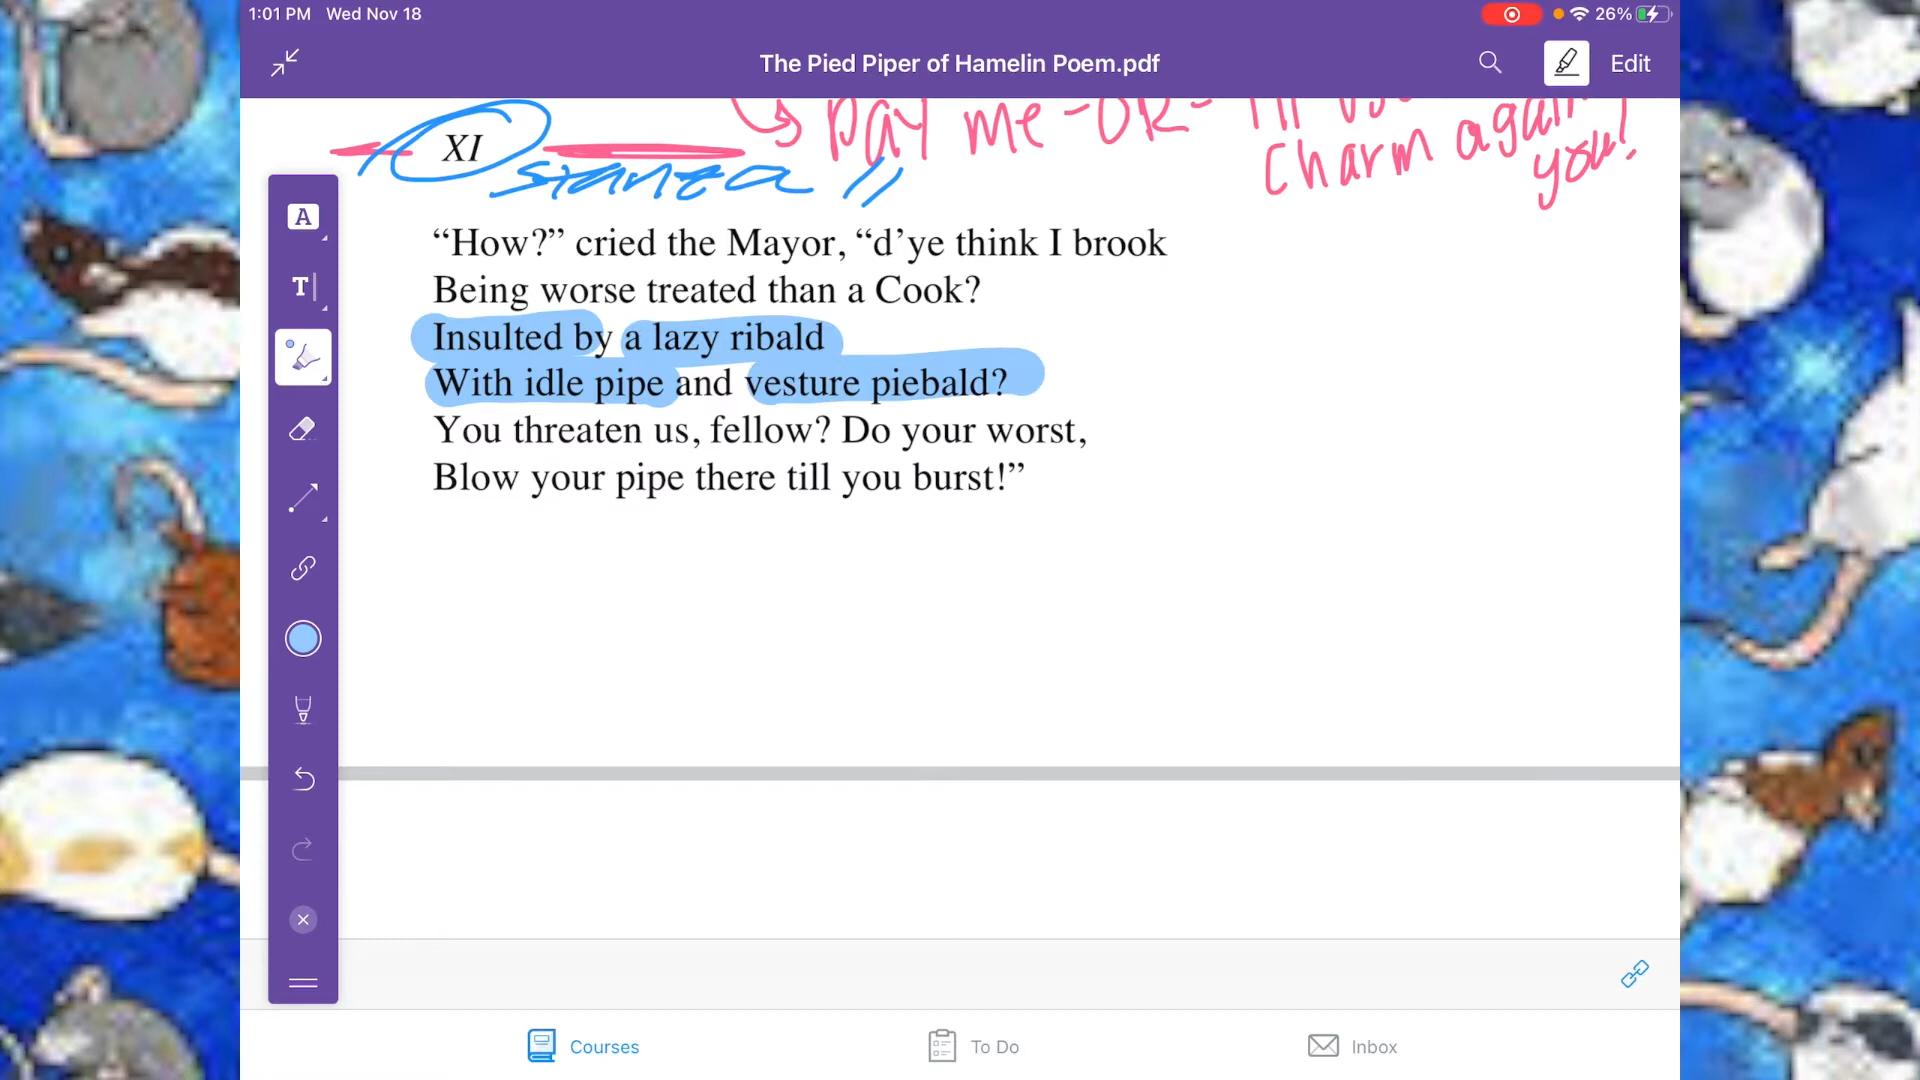 1:01 PM Wed Nov 18
26%
The Pied Piper of Hamelin Poem.pdf
Edit
pay me -OR- I'll
charm again
you!
XI
stanza 11
“How?” cried the Mayor, “d’ye think I brook
Being worse treated than a Cook?
Insulted by a lazy ribald
With idle pipe and vesture piebald?
You threaten us, fellow? Do your worst,
Blow your pipe there till you burst!”
A
T
Courses
To Do
Inbox